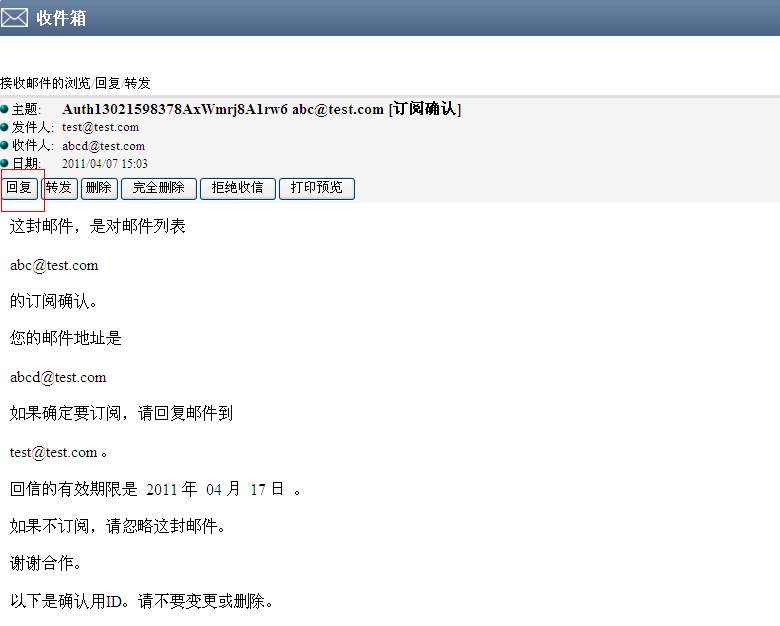 收件箱
接收邮件的浏览/回复/转发
主题: Auth13021598378AxWmrj8A1rw6 abc@test.com [订阅确认]
发件人: test@test.com
收件人: abcd@test.com
日期: 2011/04/07 15:03
回复 转发 删除 完全删除 拒绝收信 打印预览
这封邮件，是对邮件列表
abc@test.com
的订阅确认。
您的邮件地址是
abcd@test.com
如果确定要订阅，请回复邮件到
test@test.com 。
回信的有效期限是 2011 年 04 月 17 日 。
如果不订阅，请忽略这封邮件。
谢谢合作。
以下是确认用ID。请不要变更或删除。